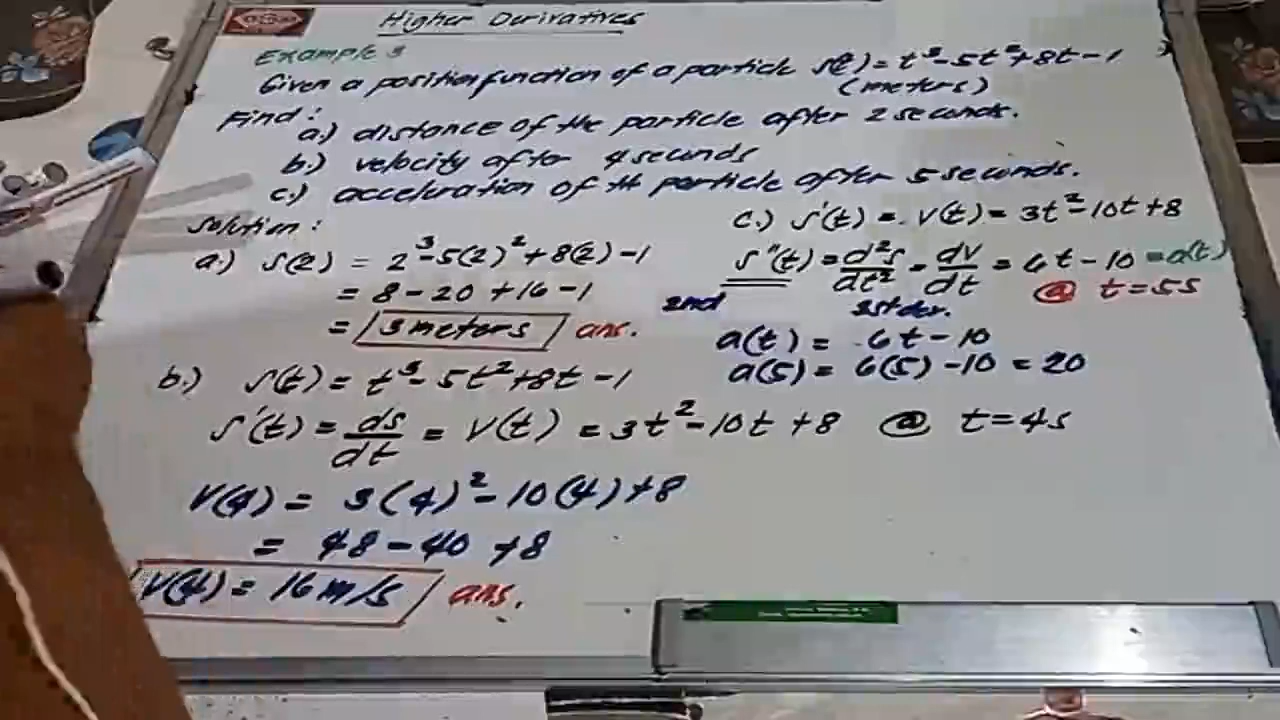 Higher Derivatives
Example 3
Given a position function of a particle s(t) = t³-5t²+8t-1
(meters)
Find:
a.) distance of the particle after 2 seconds.
b.) velocity after 4 seconds
c.) acceleration of th particle after 5 seconds.
Solution:
a.) s(2) = 2³-5(2)²+8(2)-1
= 8-20+16-1
= 3 meters ans.
b.) s(t) = t³-5t²+8t-1
s'(t) = ds/dt = v(t) = 3t²-10t+8 @ t=4s
V(4) = 3(4)²-10(4)+8
= 48-40+8
V(4) = 16 m/s ans.
c.) s'(t) = v(t) = 3t²-10t+8
s''(t) = d²s/dt² = dv/dt = 6t-10 = a(t)
@ t=5s
2nd 1st der.
a(t) = 6t-10
a(5) = 6(5)-10 = 20